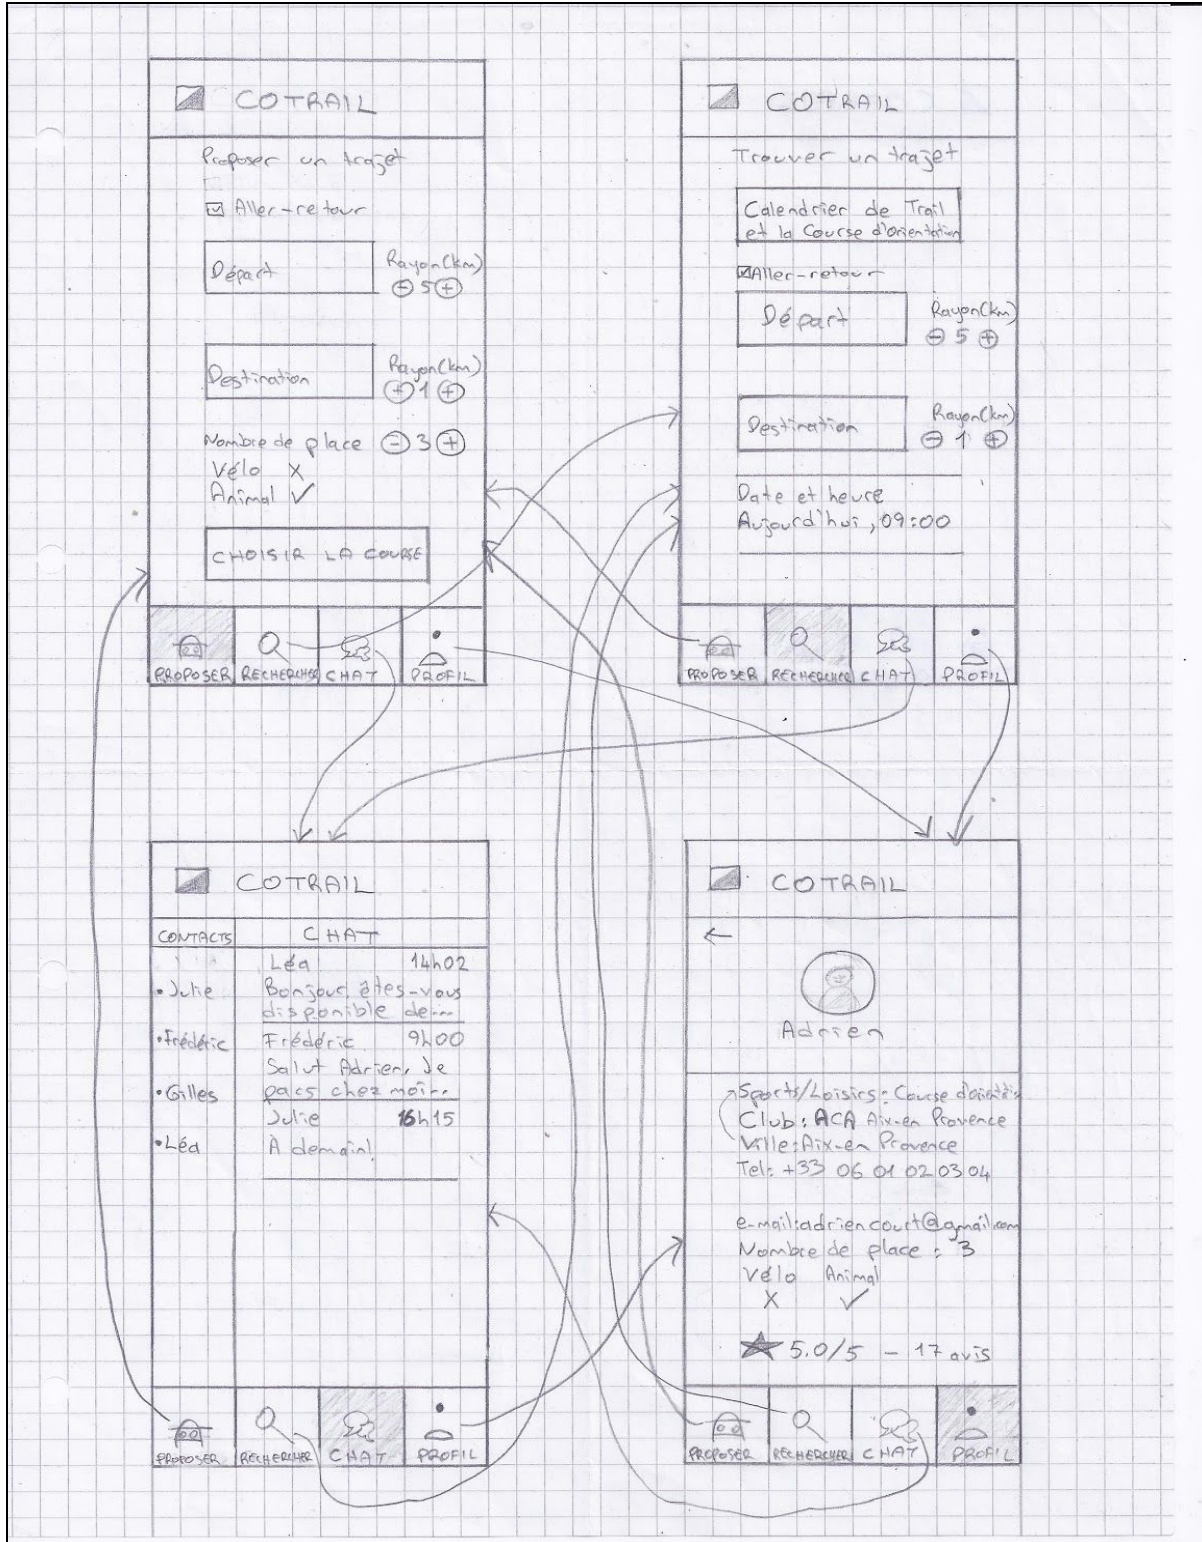 COTRAIL
Proposer un trajet
☑ Aller-retour
Départ
Rayon(km)
⊖ 5 ⊕
Destination
Rayon(km)
⊕ 1 ⊕
Nombre de place ⊖ 3 ⊕
Vélo X
Animal ✓
CHOISIR LA COURSE
PROPOSER RECHERCHER CHAT PROFIL
COTRAIL
Trouver un trajet
Calendrier de Trail
et la Course d'orientation
☑Aller-retour
Départ
Rayon(km)
⊖ 5 ⊕
Destination
Rayon(km)
⊖ 1 ⊕
Date et heure
Aujourd'hui, 09:00
PROPOSER RECHERCHER CHAT PROFIL
COTRAIL
CONTACTS CHAT
• Julie
• Frédéric
• Gilles
• Léa
Léa 14h02
Bonjour, êtes-vous
disponible de...
Frédéric 9h00
Salut Adrien, Je
pars chez moi...
Julie 16h15
À demain!
PROPOSER RECHERCHER CHAT PROFIL
COTRAIL
←
Adrien
Sports/Loisirs: Course
Club: ACA Aix-en Provence
Ville: Aix-en Provence
Tel: +33 06 01 02 03 04
e-mail:adriencourt@gmail.com
Nombre de place : 3
Vélo Animal
X ✓
★ 5.0/5 – 17 avis
PROPOSER RECHERCHER CHAT PROFIL